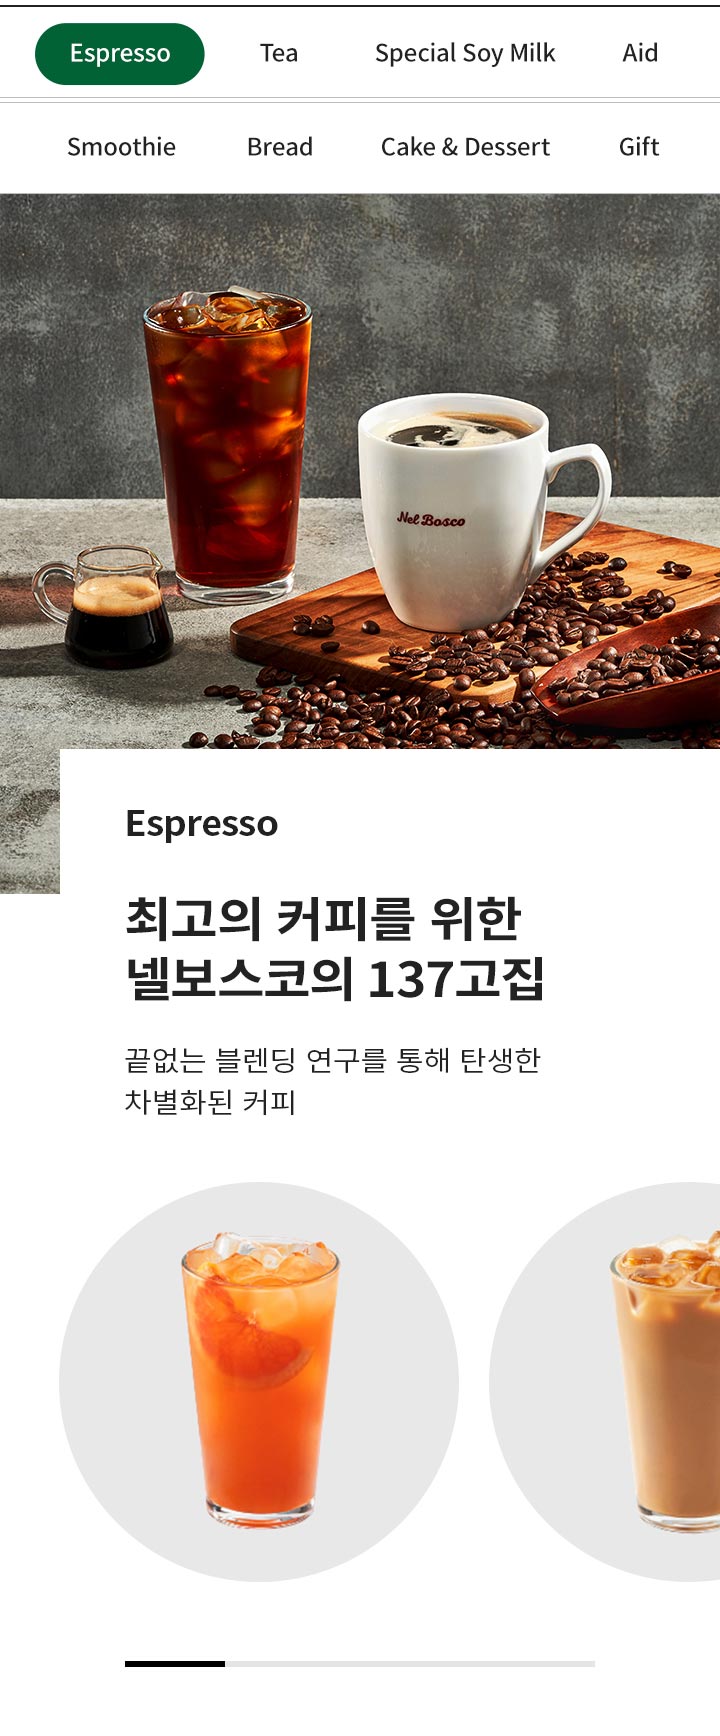 Espresso Tea Special Soy Milk Aid
Smoothie Bread Cake & Dessert Gift
Nel Bosco
Espresso
최고의 커피를 위한
넬보스코의 137고집
끝없는 블렌딩 연구를 통해 탄생한
차별화된 커피